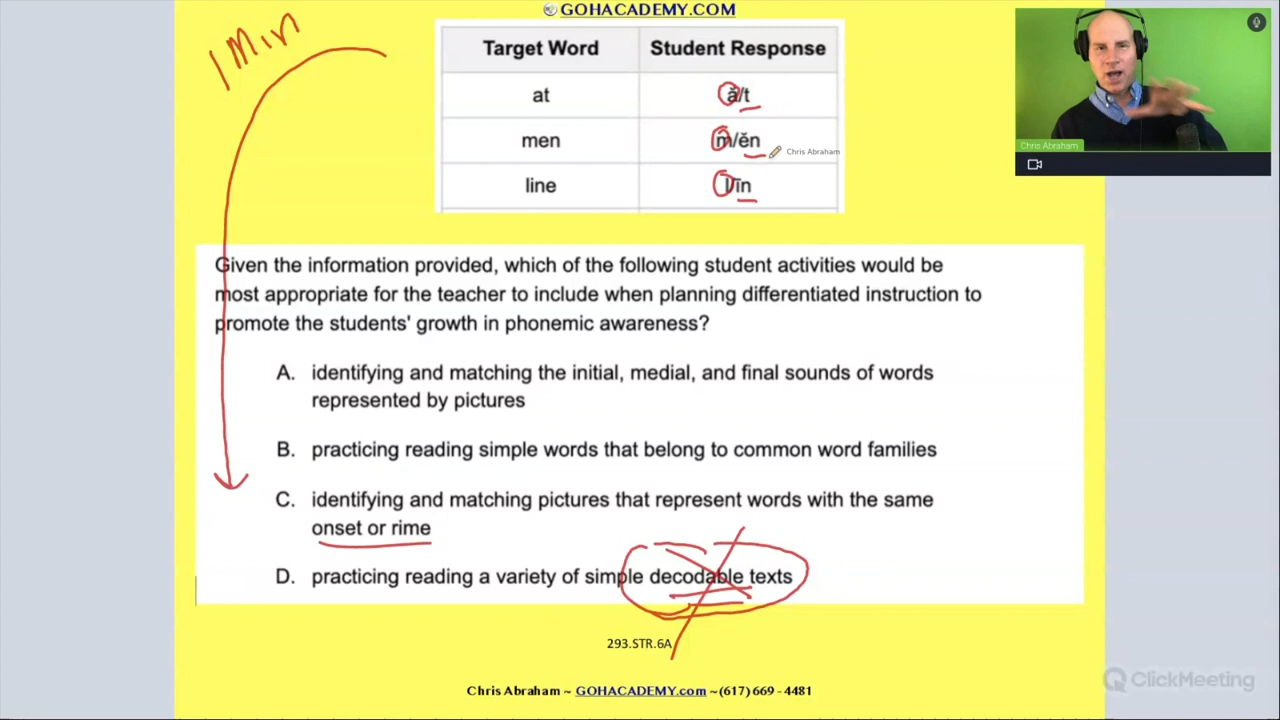 GOHACADEMY.COM
1 Min
Target Word Student Response
at ă/t
men m/ĕn
line l/īn
Chris Abraham
Chris Abraham
Given the information provided, which of the following student activities would be
most appropriate for the teacher to include when planning differentiated instruction to
promote the students' growth in phonemic awareness?
A. identifying and matching the initial, medial, and final sounds of words
represented by pictures
B. practicing reading simple words that belong to common word families
C. identifying and matching pictures that represent words with the same
onset or rime
D. practicing reading a variety of simple decodable texts
293.STR.6A
Chris Abraham ~ GOHACADEMY.com ~(617) 669 - 4481
ClickMeeting